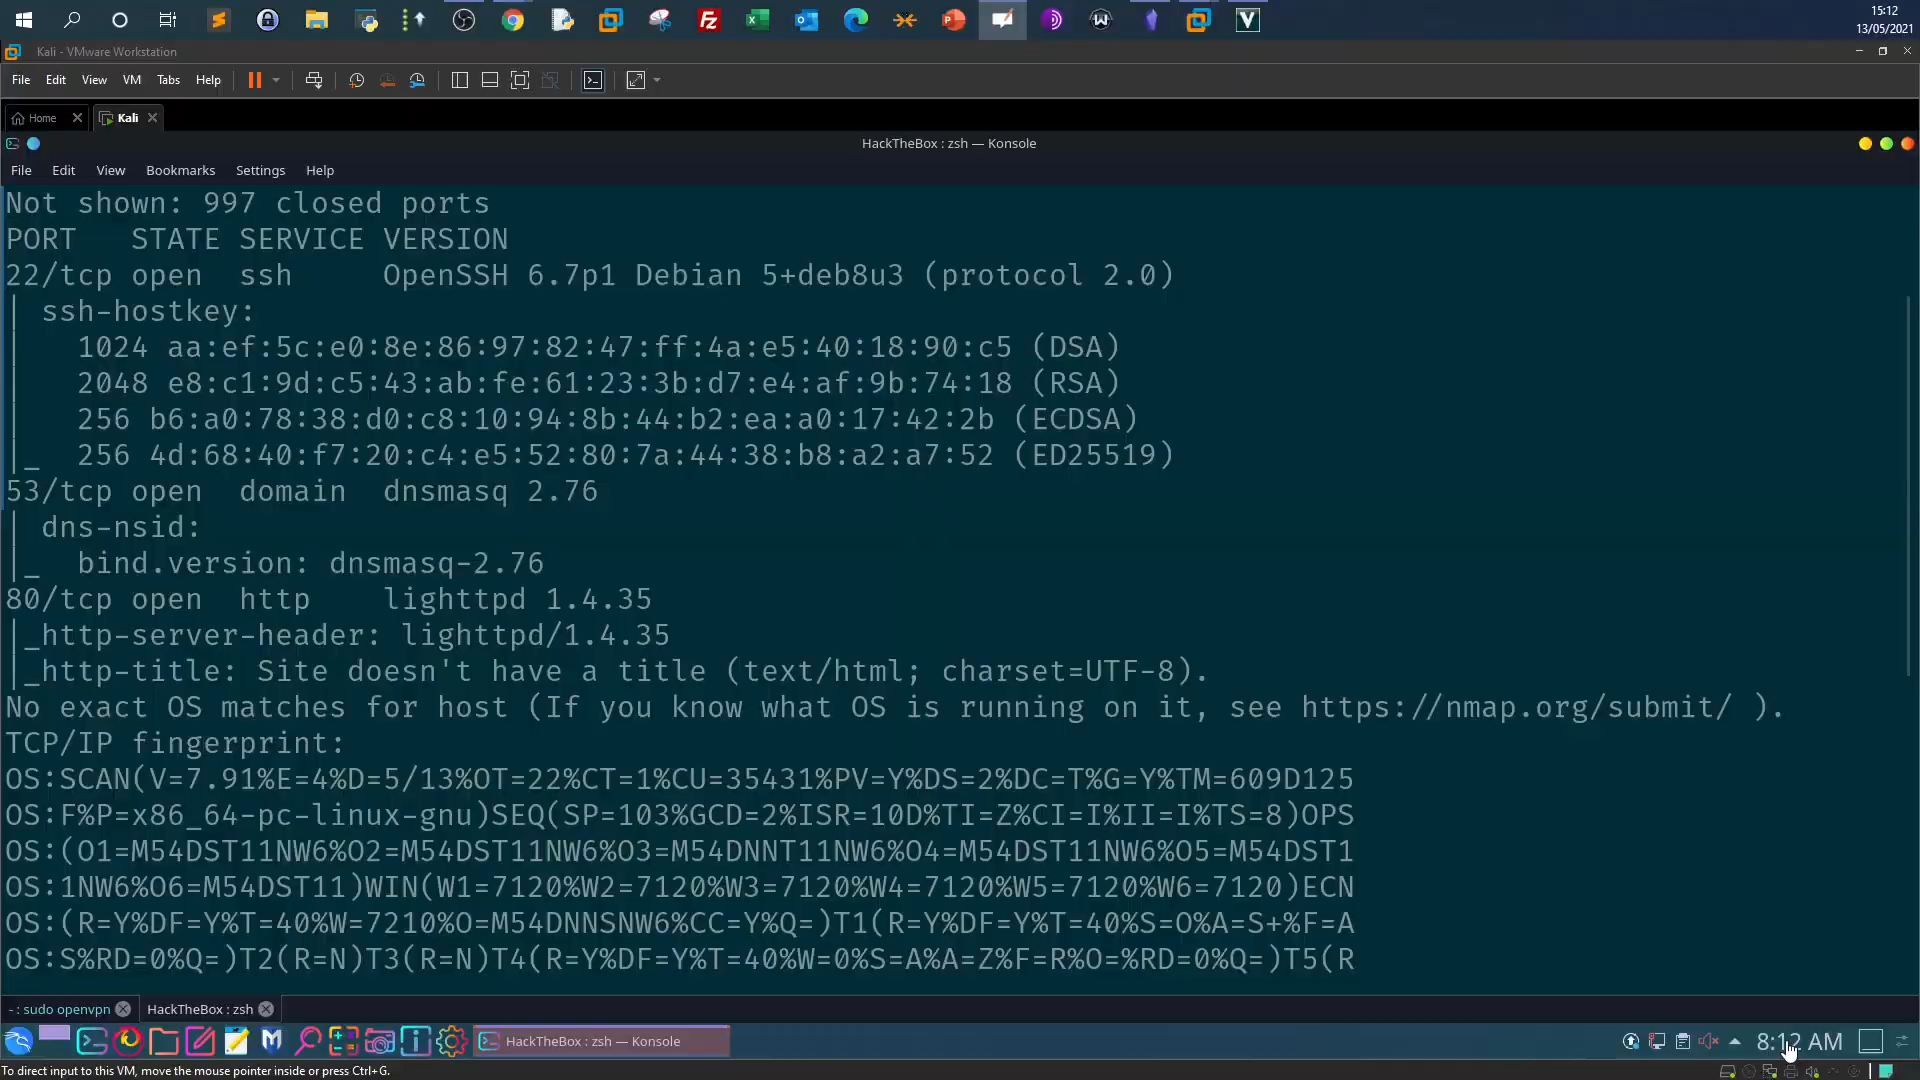 15:12
13/05/2021
Kali - VMware Workstation
File Edit View VM Tabs Help
Home Kali
HackTheBox : zsh — Konsole
File Edit View Bookmarks Settings Help
Not shown: 997 closed ports
PORT   STATE SERVICE VERSION
22/tcp open  ssh     OpenSSH 6.7p1 Debian 5+deb8u3 (protocol 2.0)
| ssh-hostkey:
|   1024 aa:ef:5c:e0:8e:86:97:82:47:ff:4a:e5:40:18:90:c5 (DSA)
|   2048 e8:c1:9d:c5:43:ab:fe:61:23:3b:d7:e4:af:9b:74:18 (RSA)
|   256 b6:a0:78:38:d0:c8:10:94:8b:44:b2:ea:a0:17:42:2b (ECDSA)
|_  256 4d:68:40:f7:20:c4:e5:52:80:7a:44:38:b8:a2:a7:52 (ED25519)
53/tcp open  domain  dnsmasq 2.76
| dns-nsid:
|_  bind.version: dnsmasq-2.76
80/tcp open  http    lighttpd 1.4.35
|_http-server-header: lighttpd/1.4.35
|_http-title: Site doesn't have a title (text/html; charset=UTF-8).
No exact OS matches for host (If you know what OS is running on it, see https://nmap.org/submit/ ).
TCP/IP fingerprint:
OS:SCAN(V=7.91%E=4%D=5/13%OT=22%CT=1%CU=35431%PV=Y%DS=2%DC=T%G=Y%TM=609D125
OS:F%P=x86_64-pc-linux-gnu)SEQ(SP=103%GCD=2%ISR=10D%TI=Z%CI=I%II=I%TS=8)OPS
OS:(O1=M54DST11NW6%O2=M54DST11NW6%O3=M54DNNT11NW6%O4=M54DST11NW6%O5=M54DST1
OS:1NW6%O6=M54DST11)WIN(W1=7120%W2=7120%W3=7120%W4=7120%W5=7120%W6=7120)ECN
OS:(R=Y%DF=Y%T=40%W=7210%O=M54DNNSNW6%CC=Y%Q=)T1(R=Y%DF=Y%T=40%S=O%A=S+%F=A
OS:S%RD=0%Q=)T2(R=N)T3(R=N)T4(R=Y%DF=Y%T=40%W=0%S=A%A=Z%F=R%O=%RD=0%Q=)T5(R
- : sudo openvpn HackTheBox : zsh
HackTheBox : zsh — Konsole 8:12 AM
To direct input to this VM, move the mouse pointer inside or press Ctrl+G.